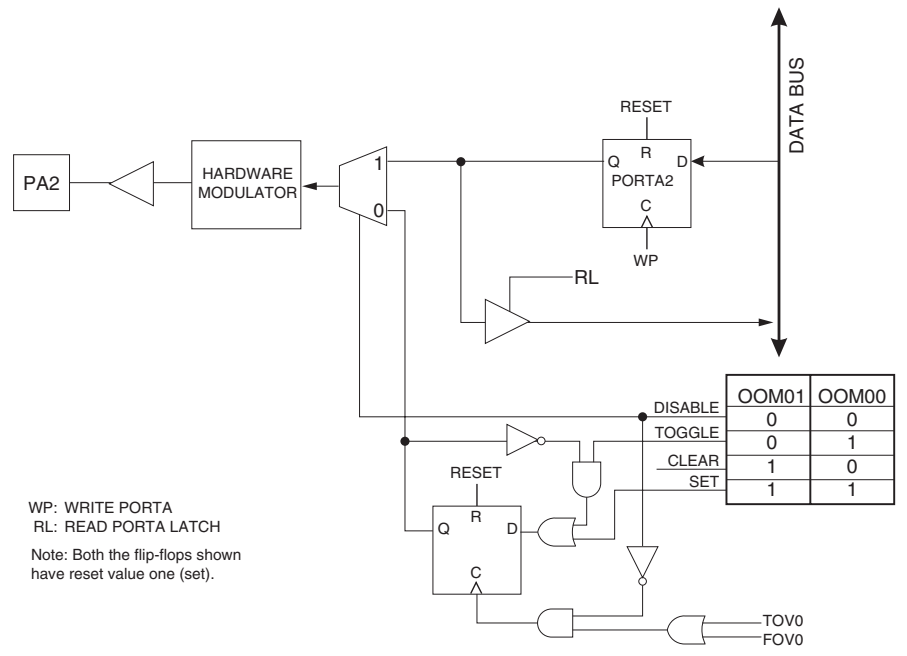 DATA BUS
RESET
PA2
HARDWARE
MODULATOR
1
0
Q
R
D
PORTA2
C
WP
RL
OOM01 OOM00
DISABLE 0 0
TOGGLE 0 1
CLEAR 1 0
SET 1 1
RESET
Q
R
D
C
TOV0
FOV0
WP: WRITE PORTA
RL: READ PORTA LATCH
Note: Both the flip-flops shown
have reset value one (set).